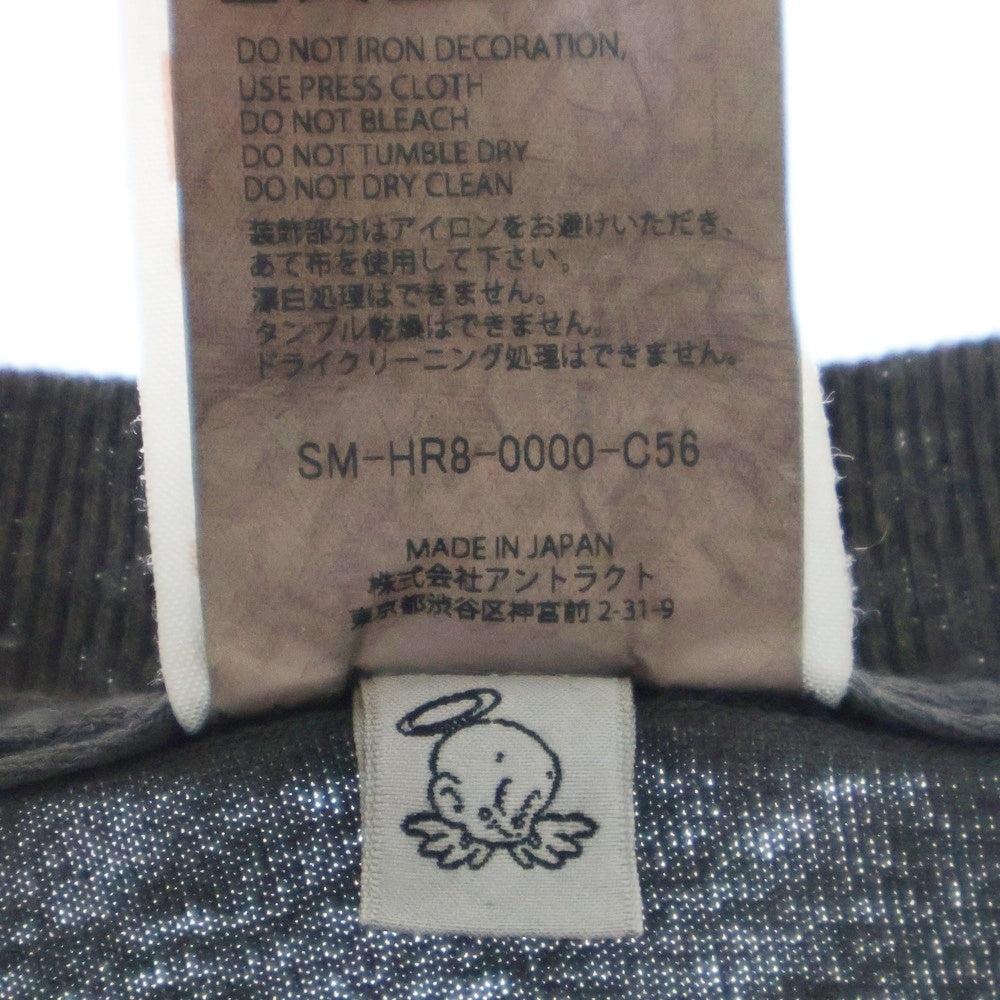 DO NOT IRON DECORATION,
USE PRESS CLOTH
DO NOT BLEACH
DO NOT TUMBLE DRY
DO NOT DRY CLEAN
装飾部分はアイロンをお避けいただき、
あて布を使用して下さい。
漂白処理はできません。
タンブル乾燥はできません。
ドライクリーニング処理はできません。
SM-HR8-0000-C56
MADE IN JAPAN
株式会社アントラクト
東京都渋谷区神宮前 2-31-9